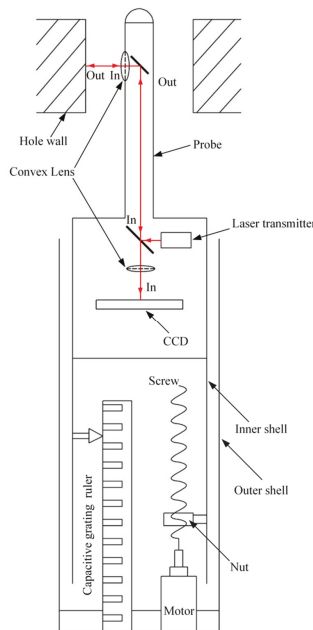 Out In
Out
Hole wall
Probe
Convex Lens
In
Laser transmitter
In
CCD
Screw
Inner shell
Outer shell
Capacitive grating ruler
Nut
Motor